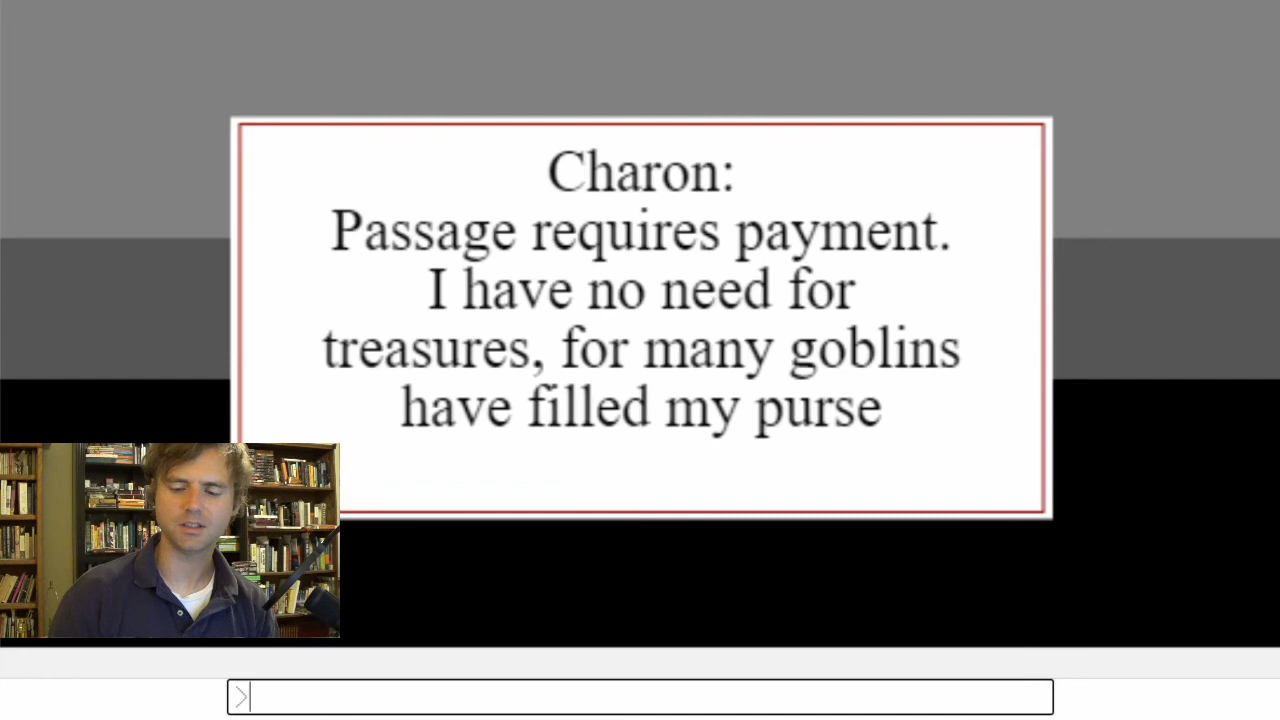 Charon:
Passage requires payment.
I have no need for
treasures, for many goblins
have filled my purse
>